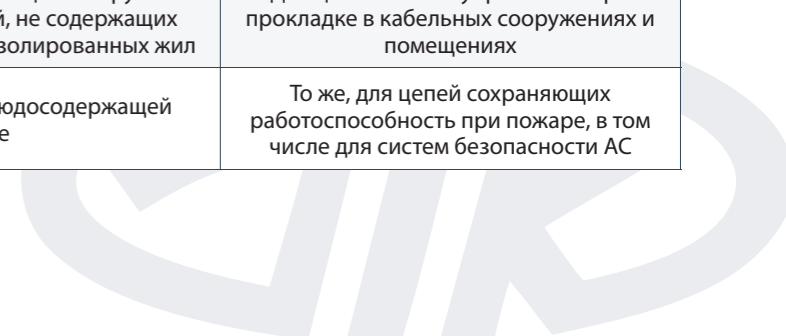 й, не содержащих
золированных жил
прокладке в кабельных сооружениях и
помещениях
юдосодержащей
е
То же, для цепей сохраняющих
работоспособность при пожаре, в том
числе для систем безопасности АС